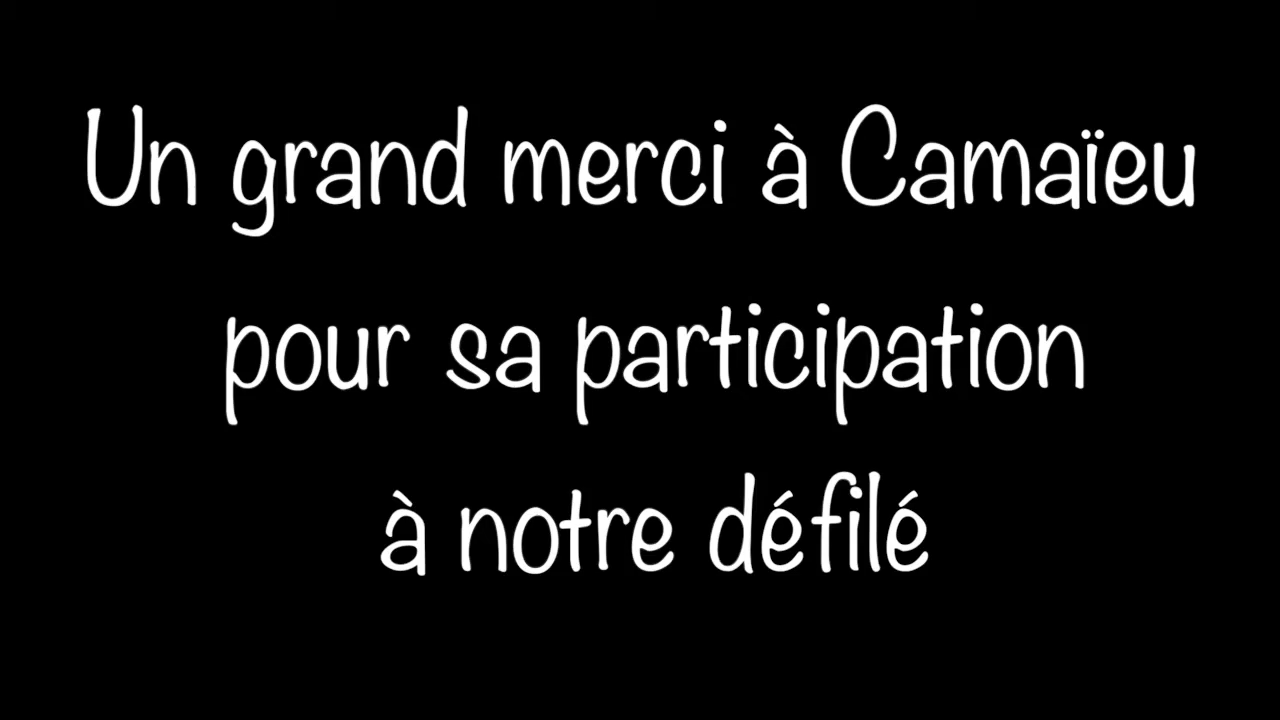 Un grand merci à Camaïeu
pour sa participation
à notre défilé